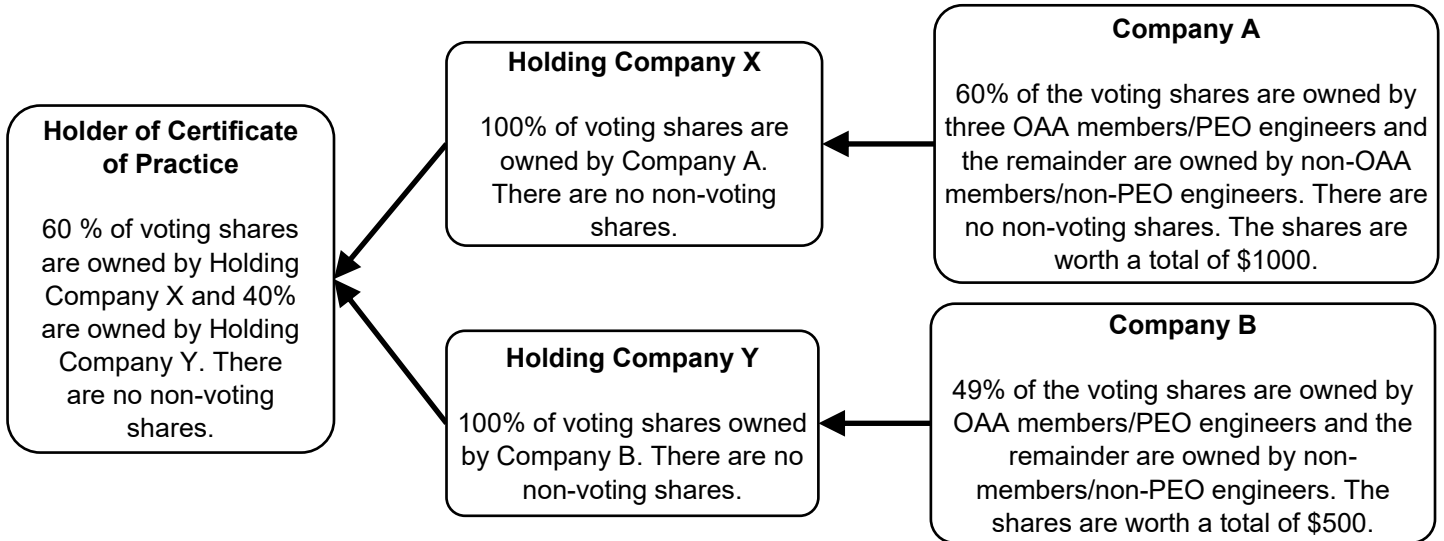 Holder of Certificate
of Practice
60 % of voting shares
are owned by Holding
Company X and 40%
are owned by Holding
Company Y. There
are no non-voting
shares.
Holding Company X
100% of voting shares are
owned by Company A.
There are no non-voting
shares.
Company A
60% of the voting shares are owned by
three OAA members/PEO engineers and
the remainder are owned by non-OAA
members/non-PEO engineers. There are
no non-voting shares. The shares are
worth a total of $1000.
Holding Company Y
100% of voting shares owned
by Company B. There are no
non-voting shares.
Company B
49% of the voting shares are owned by
OAA members/PEO engineers and the
remainder are owned by non-
members/non-PEO engineers. The
shares are worth a total of $500.